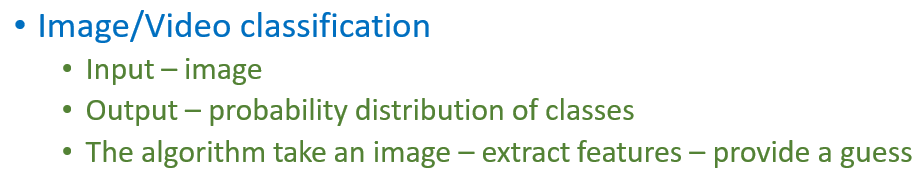 • Image/Video classification
• Input – image
• Output – probability distribution of classes
• The algorithm take an image – extract features – provide a guess